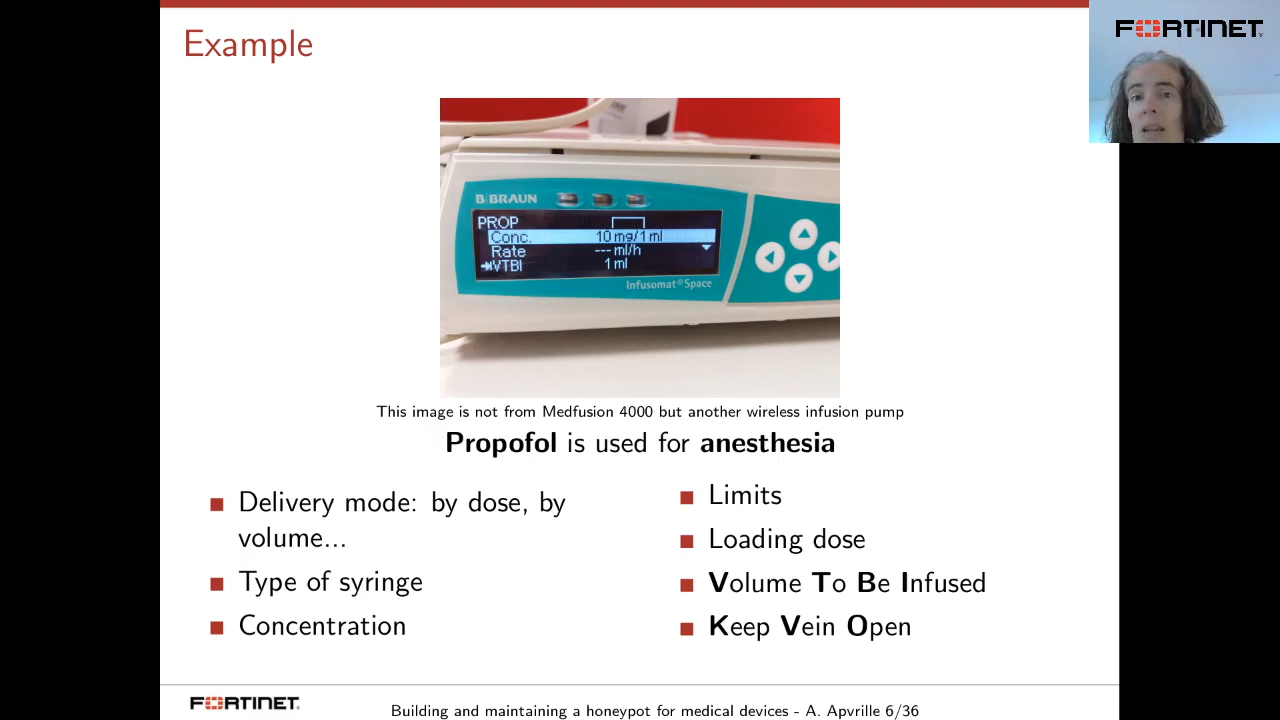 Example
FORTINET
B|BRAUN
PROP
Conc. 10 mg/1 ml
Rate --- ml/h
VTBI 1 ml
Infusomat® Space
This image is not from Medfusion 4000 but another wireless infusion pump
Propofol is used for anesthesia
Delivery mode: by dose, by
volume...
Type of syringe
Concentration
Limits
Loading dose
Volume To Be Infused
Keep Vein Open
FORTINET
Building and maintaining a honeypot for medical devices - A. Apvrille 6/36